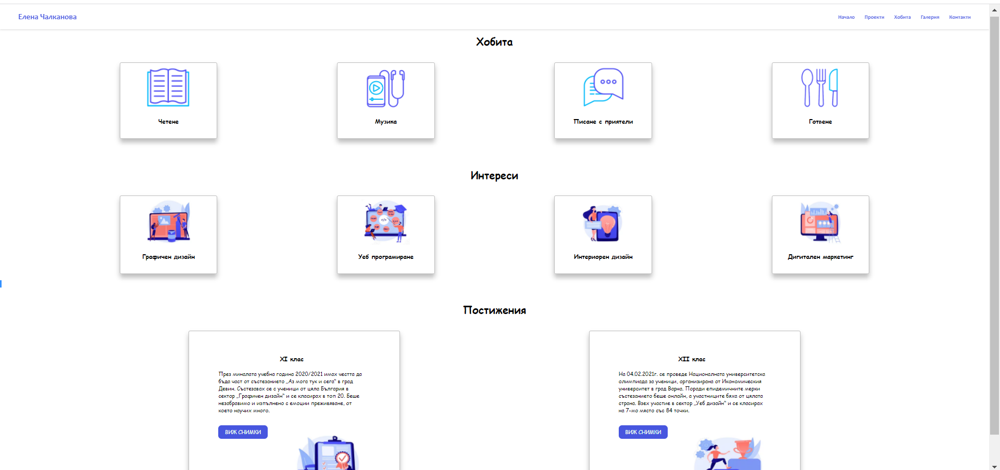 Елена Чалканова
Начало Проекти Хобита Галерия Контакти
Хобита
Четене Музика Писане с приятели Готвене
Интереси
Графичен дизайн Уеб програмиране Интериорен дизайн Дигитален маркетинг
Постижения
XI клас
През миналата учебна година 2020/2021 имах честта да
бъда част от състезанието „Аз мога тук и сега“ в град
Девин. Състезавах се с ученици от цяла България в
сектор „Графичен дизайн“ и се класирах в топ 20. Беше
незабравимо и изпълнено с емоции преживяване, от
което научих много.
ВИЖ СНИМКИ
XII клас
На 04.02.2021г. се проведе Националната университетска
олимпиада за ученици, организирана от Икономическия
университет в град Варна. Поради епидемичните мерки
състезанието беше онлайн, а участниците бяха от цялата
страна. Взех участие в сектор „Уеб дизайн“ и се класирах
на 7-мо място със 84 точки.
ВИЖ СНИМКИ